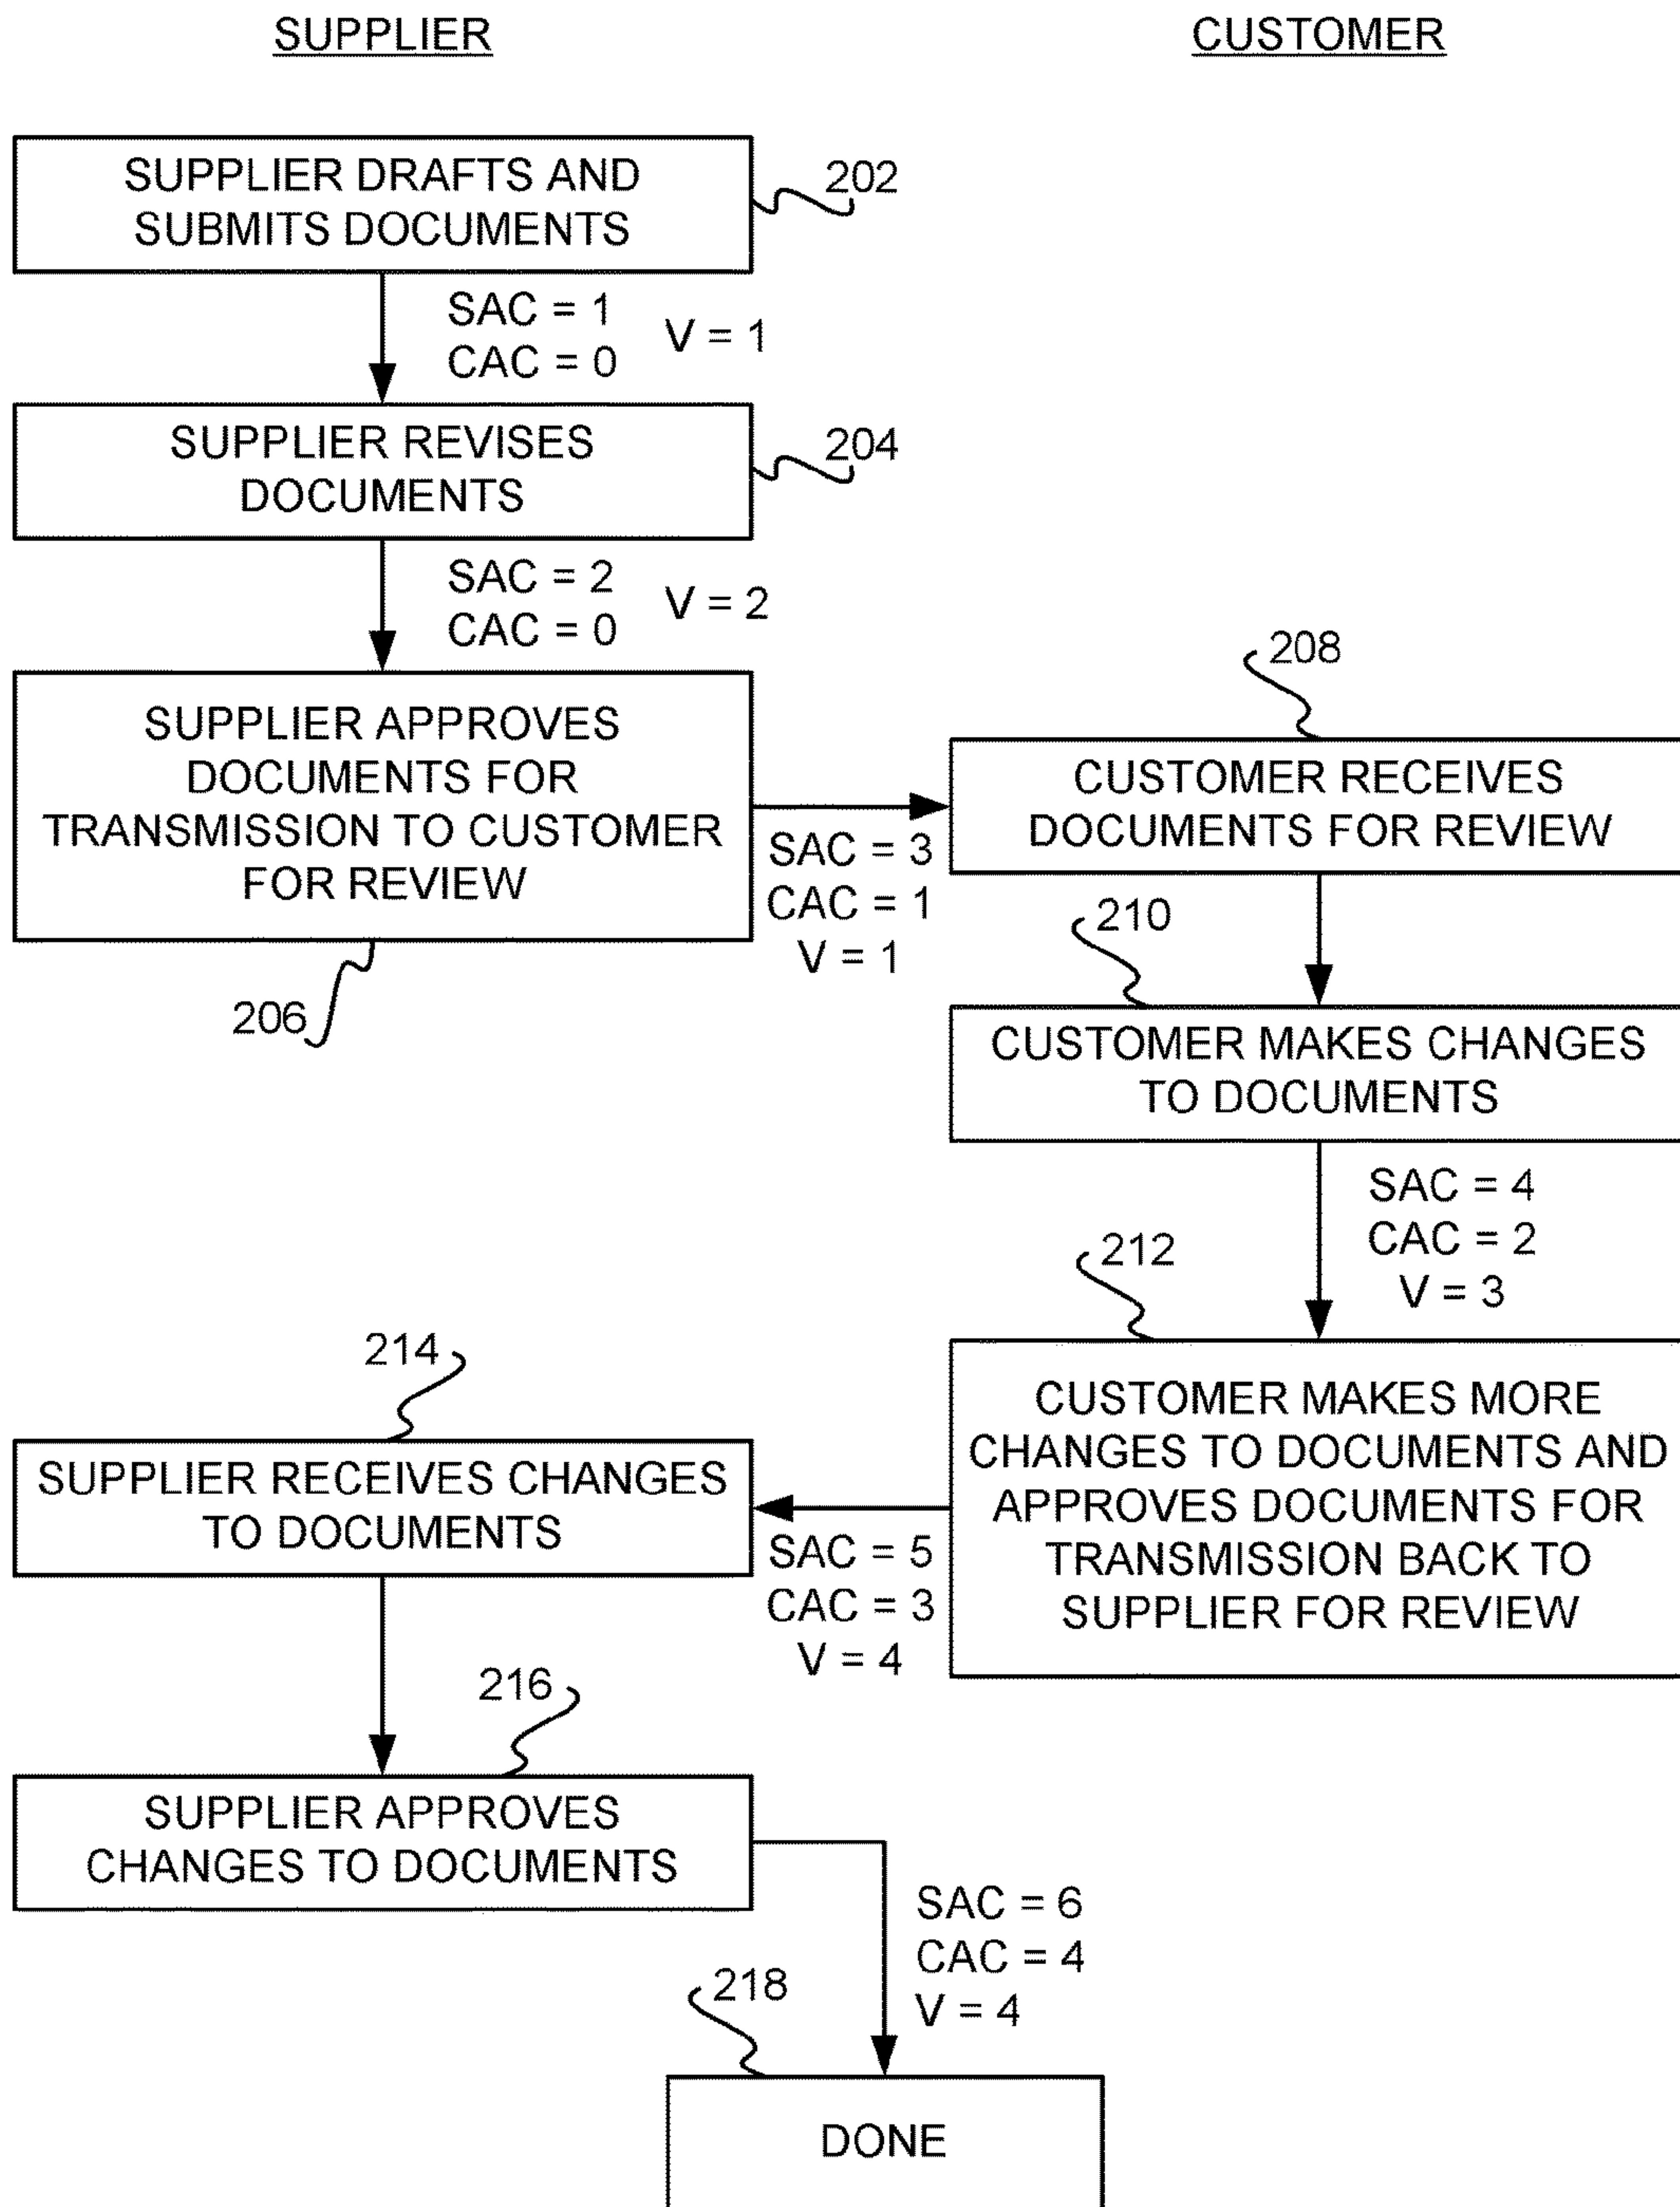 SUPPLIER
CUSTOMER
SUPPLIER DRAFTS AND
SUBMITS DOCUMENTS
202
SAC = 1
CAC = 0
V = 1
SUPPLIER REVISES
DOCUMENTS
204
SAC = 2
CAC = 0
V = 2
SUPPLIER APPROVES
DOCUMENTS FOR
TRANSMISSION TO CUSTOMER
FOR REVIEW
206
SAC = 3
CAC = 1
V = 1
208
CUSTOMER RECEIVES
DOCUMENTS FOR REVIEW
210
CUSTOMER MAKES CHANGES
TO DOCUMENTS
SAC = 4
CAC = 2
V = 3
212
CUSTOMER MAKES MORE
CHANGES TO DOCUMENTS AND
APPROVES DOCUMENTS FOR
TRANSMISSION BACK TO
SUPPLIER FOR REVIEW
SAC = 5
CAC = 3
V = 4
214
SUPPLIER RECEIVES CHANGES
TO DOCUMENTS
216
SUPPLIER APPROVES
CHANGES TO DOCUMENTS
SAC = 6
CAC = 4
V = 4
218
DONE